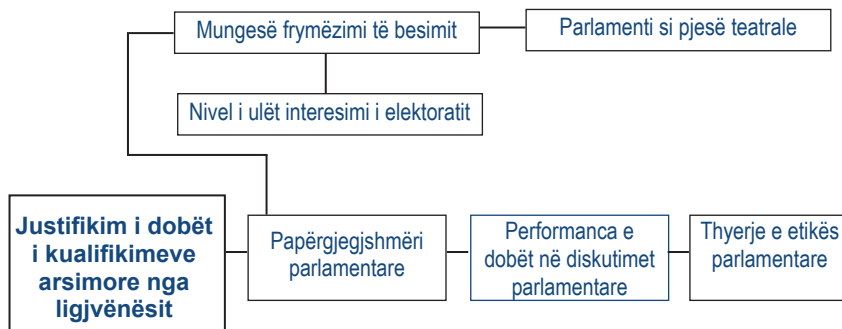 Mungesë frymëzimi të besimit
Parlamenti si pjesë teatrale
Nivel i ulët interesimi i elektoratit
Justifikim i dobët
i kualifikimeve
arsimore nga
ligjvënësit
Papërgjegjshmëri
parlamentare
Performanca e
dobët në diskutimet
parlamentare
Thyerje e etikës
parlamentare